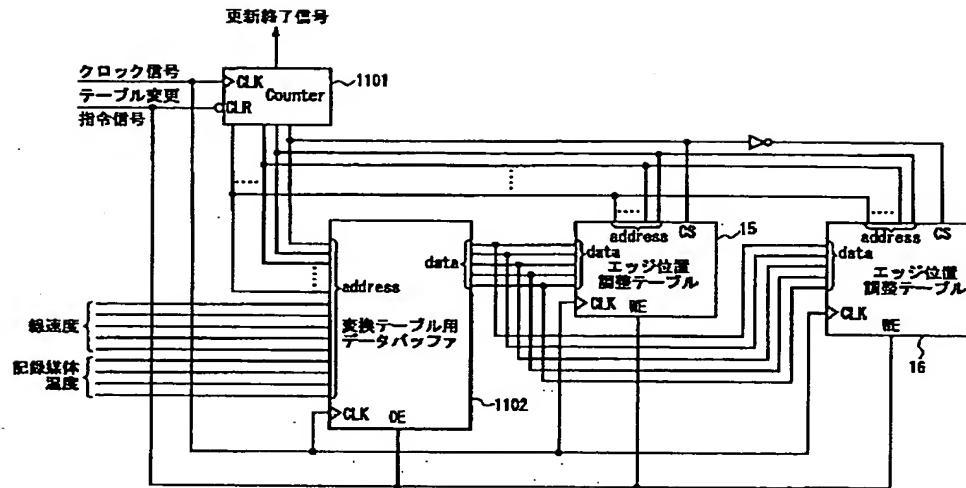 更新終了信号
クロック信号
CLK
Counter
1101
テーブル変更
CLR
指令信号
address
CS
15
data
data
エッジ位置
調整テーブル
CLK
WE
address
CS
data
エッジ位置
調整テーブル
CLK
WE
16
address
線速度
変換テーブル用
データバッファ
記録媒体
温度
CLK
OE
1102